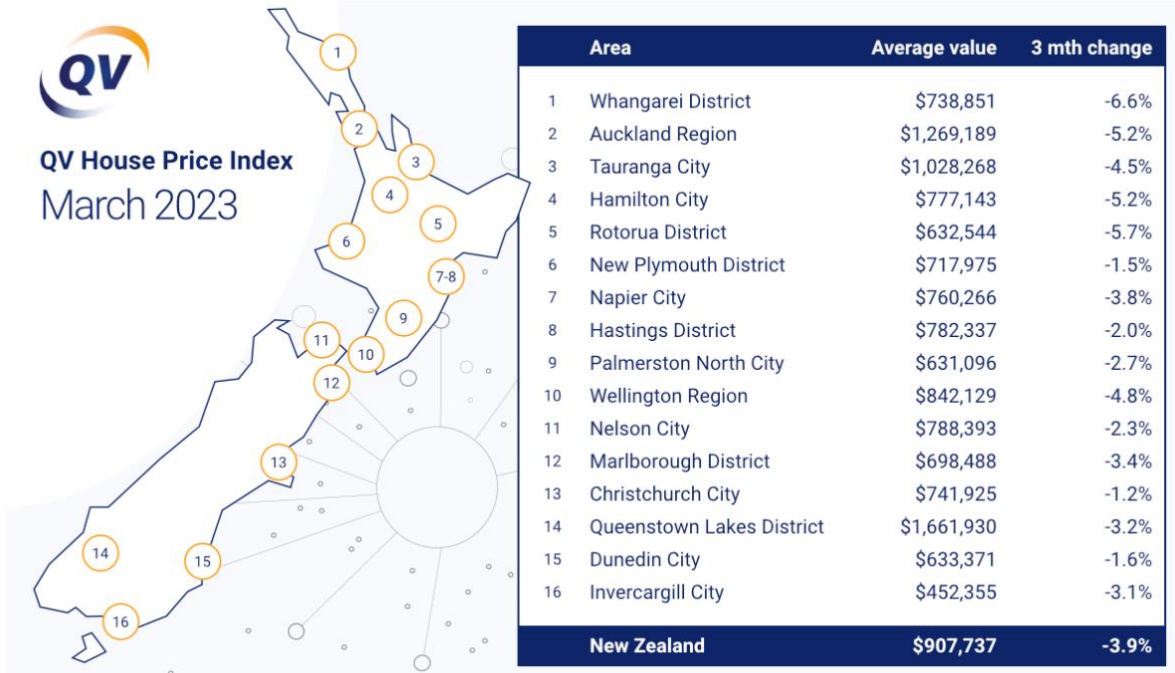 QV
QV House Price Index
March 2023
1
2
3
4
5
6
7-8
9
10
11
12
13
14
15
16
Area Average value 3 mth change
1 Whangarei District $738,851 -6.6%
2 Auckland Region $1,269,189 -5.2%
3 Tauranga City $1,028,268 -4.5%
4 Hamilton City $777,143 -5.2%
5 Rotorua District $632,544 -5.7%
6 New Plymouth District $717,975 -1.5%
7 Napier City $760,266 -3.8%
8 Hastings District $782,337 -2.0%
9 Palmerston North City $631,096 -2.7%
10 Wellington Region $842,129 -4.8%
11 Nelson City $788,393 -2.3%
12 Marlborough District $698,488 -3.4%
13 Christchurch City $741,925 -1.2%
14 Queenstown Lakes District $1,661,930 -3.2%
15 Dunedin City $633,371 -1.6%
16 Invercargill City $452,355 -3.1%
New Zealand $907,737 -3.9%